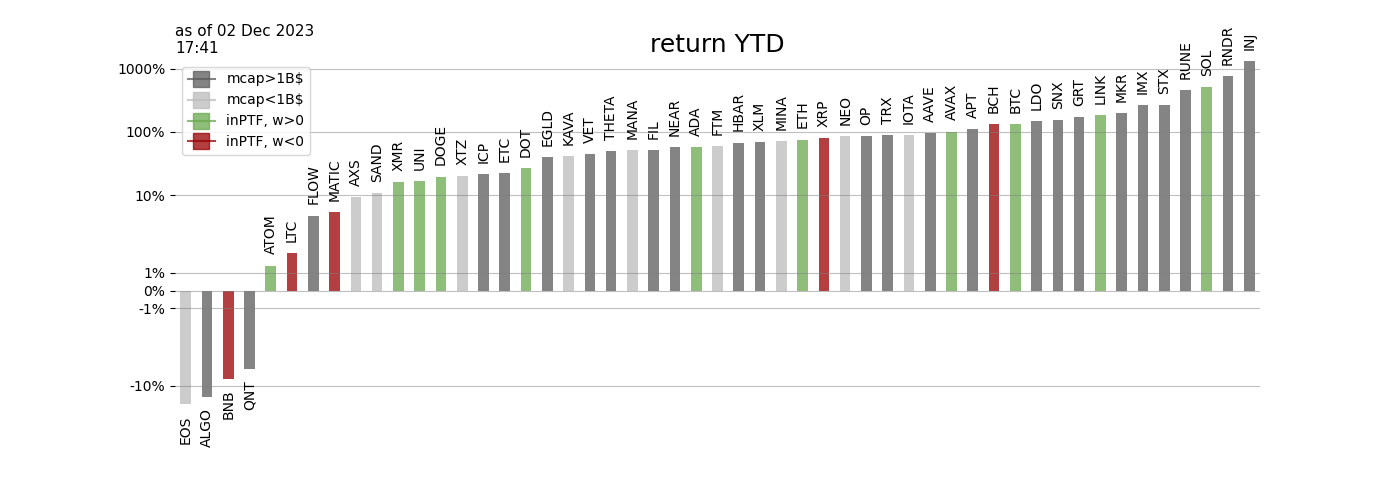 as of 02 Dec 2023
17:41
return YTD
mcap>1B$
mcap<1B$
inPTF, w>0
inPTF, w<0
1000%
100%
10%
1%
0%
-1%
-10%
EOS
ALGO
BNB
QNT
ATOM
LTC
FLOW
MATIC
AXS
SAND
XMR
UNI
DOGE
XTZ
ICP
ETC
DOT
EGLD
KAVA
VET
THETA
MANA
FIL
NEAR
ADA
FTM
HBAR
XLM
MINA
ETH
XRP
NEO
OP
TRX
IOTA
AAVE
AVAX
APT
BCH
BTC
LDO
SNX
GRT
LINK
MKR
IMX
STX
RUNE
SOL
RNDR
INJ